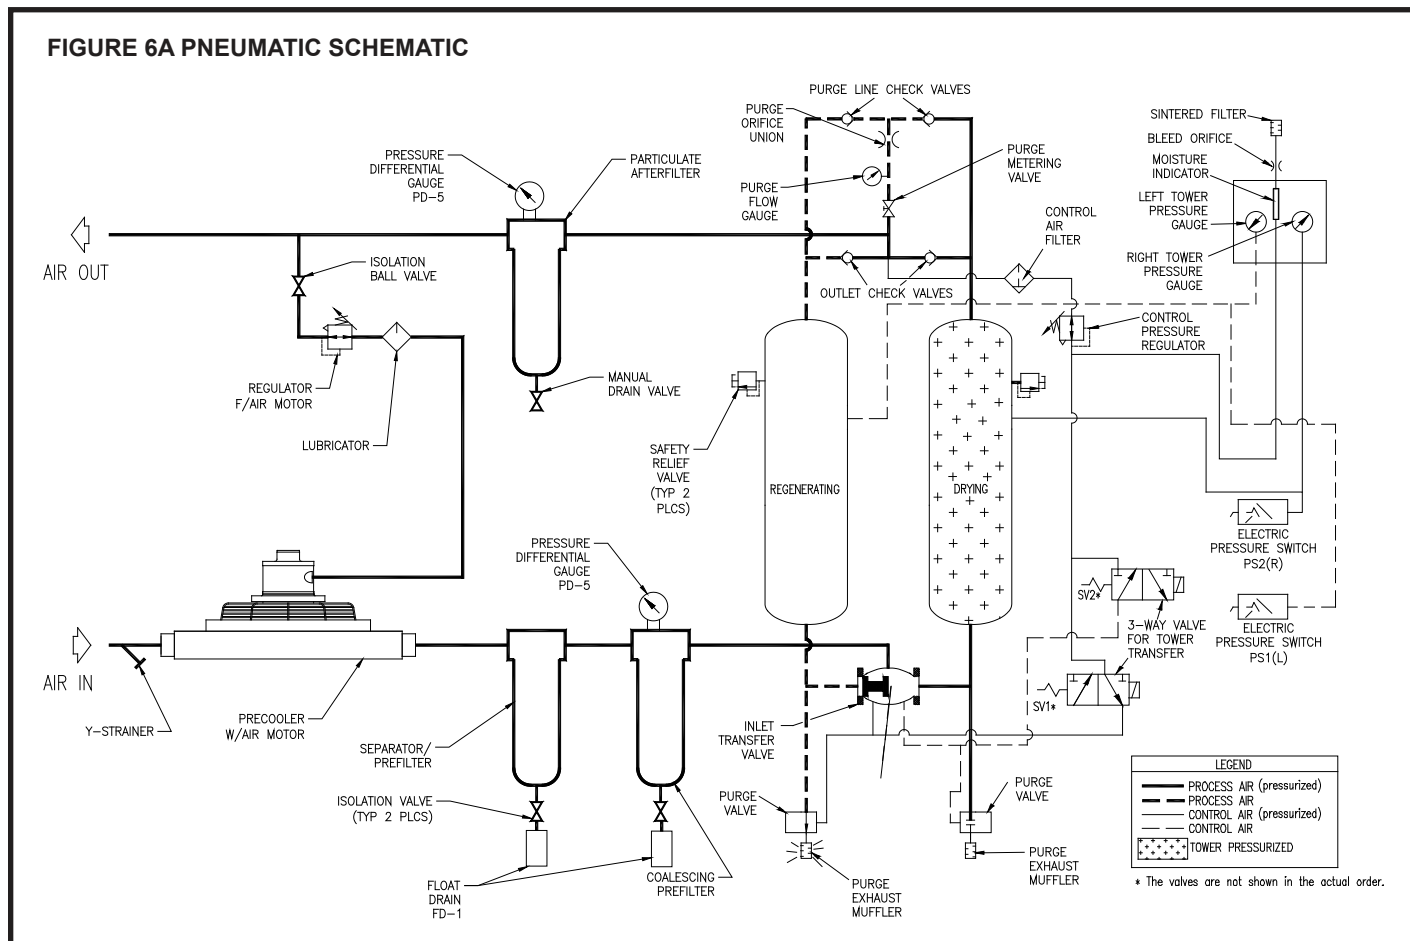 FIGURE 6A PNEUMATIC SCHEMATIC
PURGE LINE CHECK VALVES
PURGE
ORIFICE
UNION
SINTERED FILTER
BLEED ORIFICE
MOISTURE
INDICATOR
PRESSURE
DIFFERENTIAL
GAUGE
PD-5
PARTICULATE
AFTERFILTER
PURGE
METERING
VALVE
PURGE
FLOW
GAUGE
LEFT TOWER
PRESSURE
GAUGE
CONTROL
AIR
FILTER
AIR OUT
ISOLATION
BALL VALVE
RIGHT TOWER
PRESSURE
GAUGE
OUTLET CHECK VALVES
CONTROL
PRESSURE
REGULATOR
REGULATOR
F/AIR MOTOR
MANUAL
DRAIN VALVE
LUBRICATOR
SAFETY
RELIEF
VALVE
(TYP 2
PLCS)
REGENERATING
DRYING
ELECTRIC
PRESSURE SWITCH
PS2(R)
PRESSURE
DIFFERENTIAL
GAUGE
PD-5
SV2*
3-WAY VALVE
FOR TOWER
TRANSFER
ELECTRIC
PRESSURE SWITCH
PS1(L)
AIR IN
SV1*
Y-STRAINER
PRECOOLER
W/AIR MOTOR
SEPARATOR/
PREFILTER
INLET
TRANSFER
VALVE
ISOLATION VALVE
(TYP 2 PLCS)
PURGE
VALVE
PURGE
VALVE
FLOAT
DRAIN
FD-1
COALESCING
PREFILTER
PURGE
EXHAUST
MUFFLER
PURGE
EXHAUST
MUFFLER
LEGEND
PROCESS AIR (pressurized)
PROCESS AIR
CONTROL AIR (pressurized)
CONTROL AIR
TOWER PRESSURIZED
* The valves are not shown in the actual order.